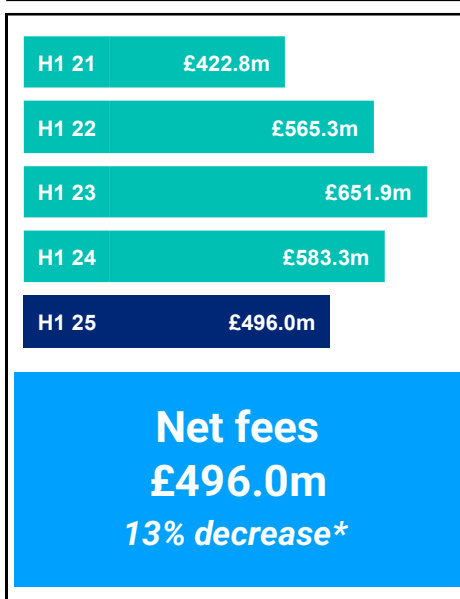 H1 21 £422.8m
H1 22 £565.3m
H1 23 £651.9m
H1 24 £583.3m
H1 25 £496.0m
Net fees
£496.0m
13% decrease*